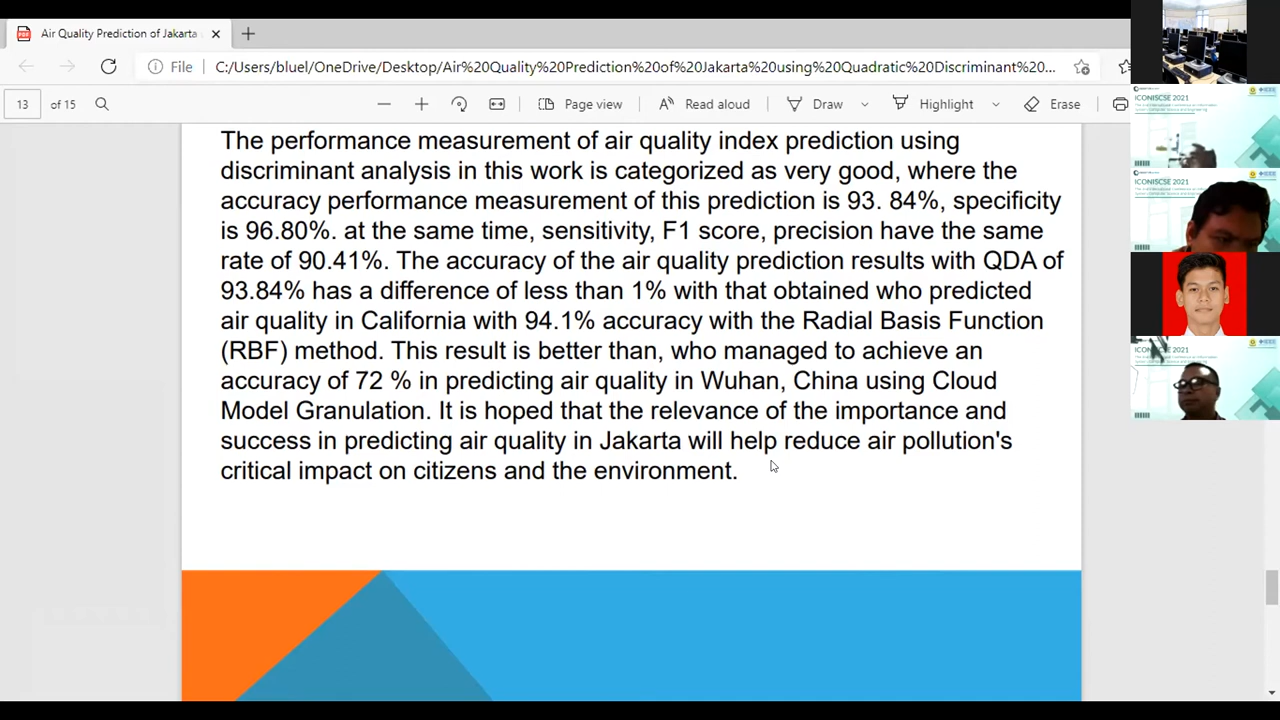 Air Quality Prediction of Jakarta
File
C:/Users/bluel/OneDrive/Desktop/Air%20Quality%20Prediction%20of%20Jakarta%20using%20Quadratic%20Discriminant%20...
13 of 15
Page view
Read aloud
Draw
Highlight
Erase
The performance measurement of air quality index prediction using
discriminant analysis in this work is categorized as very good, where the
accuracy performance measurement of this prediction is 93. 84%, specificity
is 96.80%. at the same time, sensitivity, F1 score, precision have the same
rate of 90.41%. The accuracy of the air quality prediction results with QDA of
93.84% has a difference of less than 1% with that obtained who predicted
air quality in California with 94.1% accuracy with the Radial Basis Function
(RBF) method. This result is better than, who managed to achieve an
accuracy of 72 % in predicting air quality in Wuhan, China using Cloud
Model Granulation. It is hoped that the relevance of the importance and
success in predicting air quality in Jakarta will help reduce air pollution's
critical impact on citizens and the environment.
ICONISCSE 2021
ICONISCSE 2021
ICONISCSE 2021